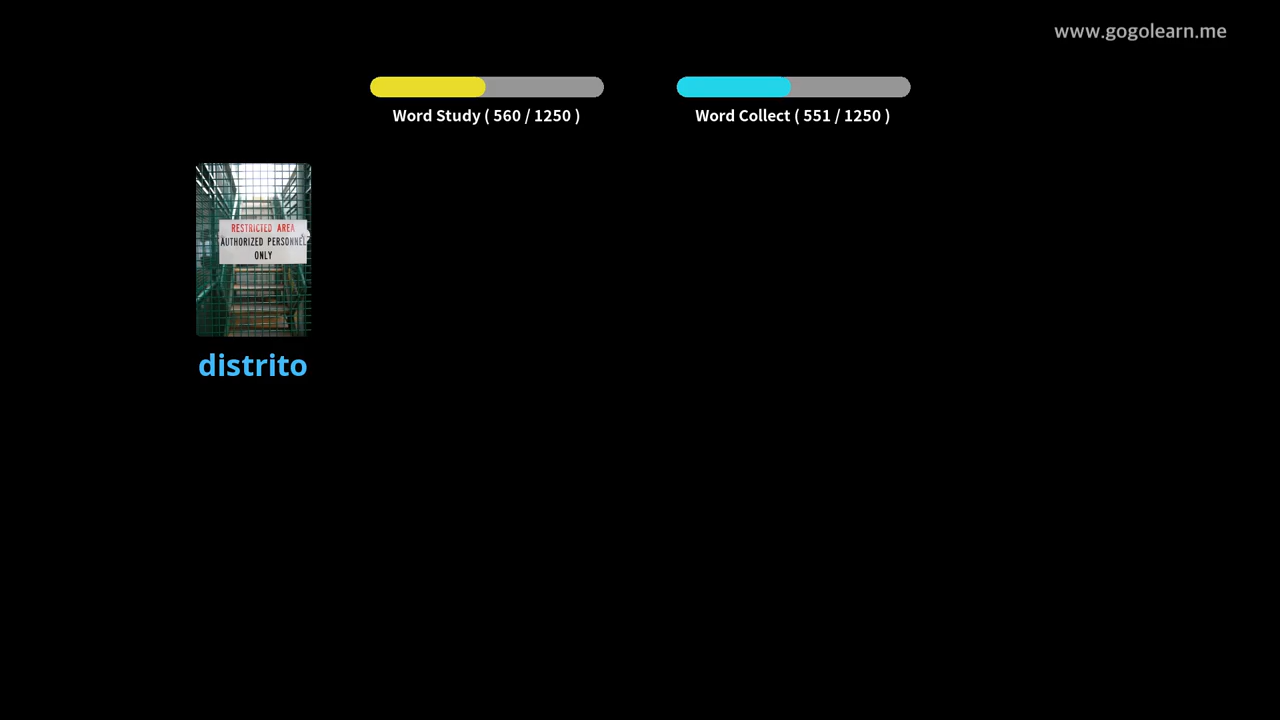 www.gogolearn.me
Word Study ( 560 / 1250 )
Word Collect ( 551 / 1250 )
RESTRICTED AREA
AUTHORIZED PERSONNEL
ONLY
distrito